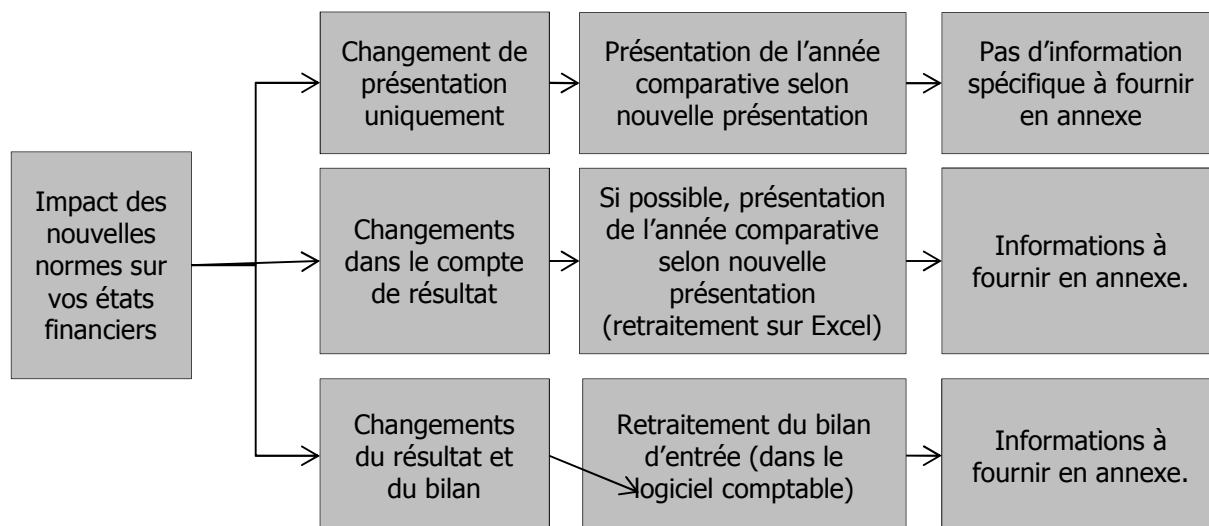 Impact des
nouvelles
normes sur
vos états
financiers
Changement de
présentation
uniquement
Présentation de l’année
comparative selon
nouvelle présentation
Pas d’information
spécifique à fournir
en annexe
Changements
dans le compte
de résultat
Si possible, présentation
de l’année comparative
selon nouvelle
présentation
(retraitement sur Excel)
Informations à
fournir en annexe.
Changements
du résultat et
du bilan
Retraitement du bilan
d’entrée (dans le
logiciel comptable)
Informations à
fournir en annexe.